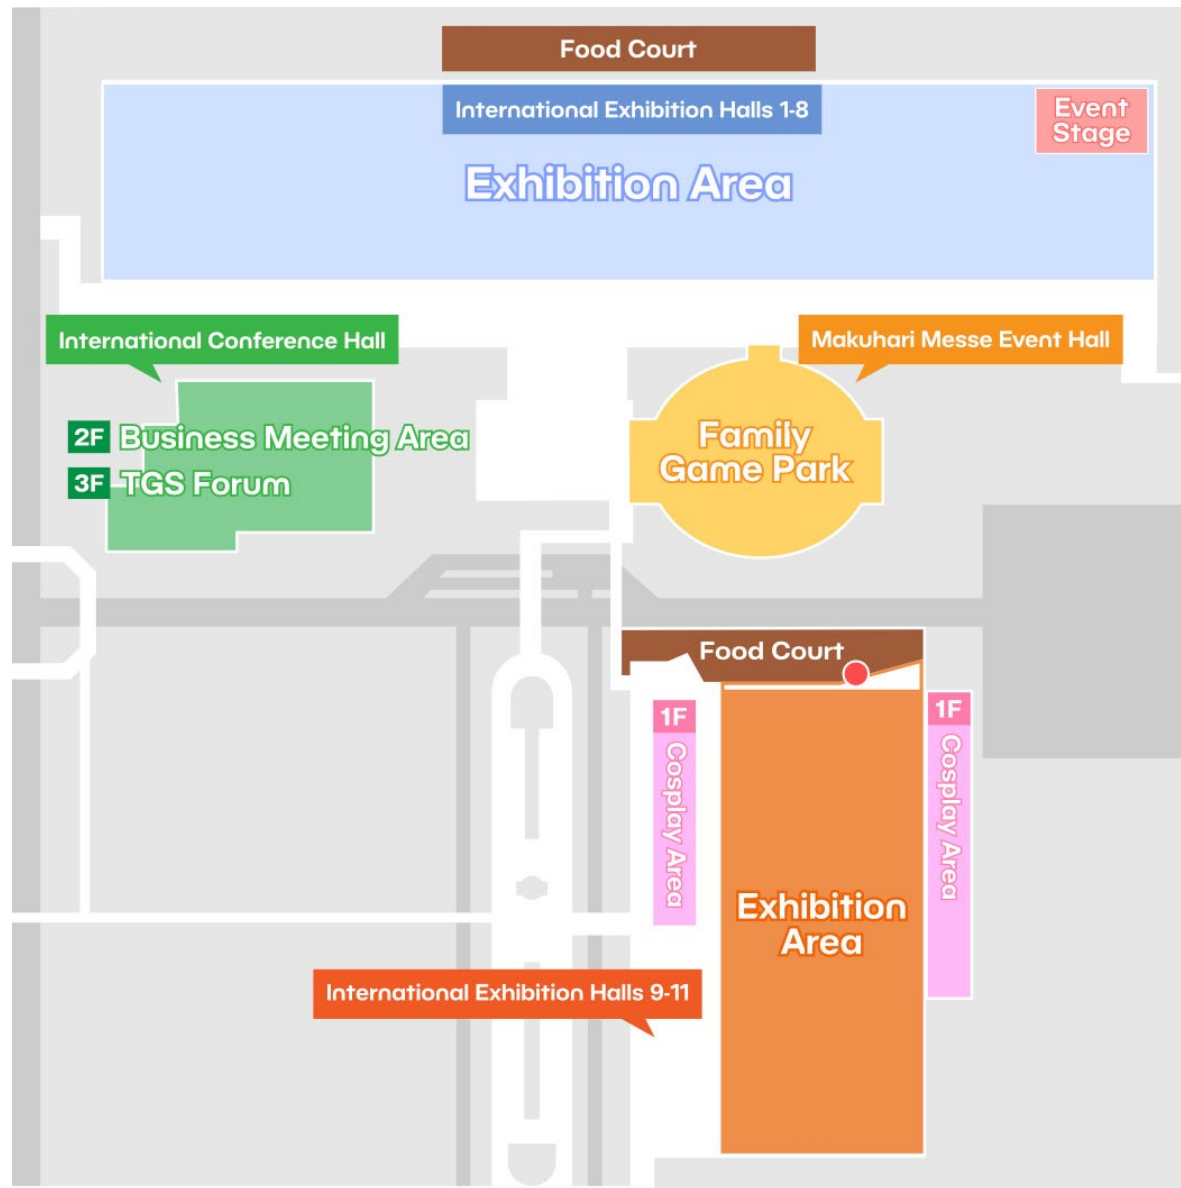 Food Court
International Exhibition Halls 1-8
Event
Stage
Exhibition Area
International Conference Hall
Makuhari Messe Event Hall
2F Business Meeting Area
3F TGS Forum
Family
Game Park
Food Court
1F
Cosplay Area
1F
Cosplay Area
Exhibition
Area
International Exhibition Halls 9-11